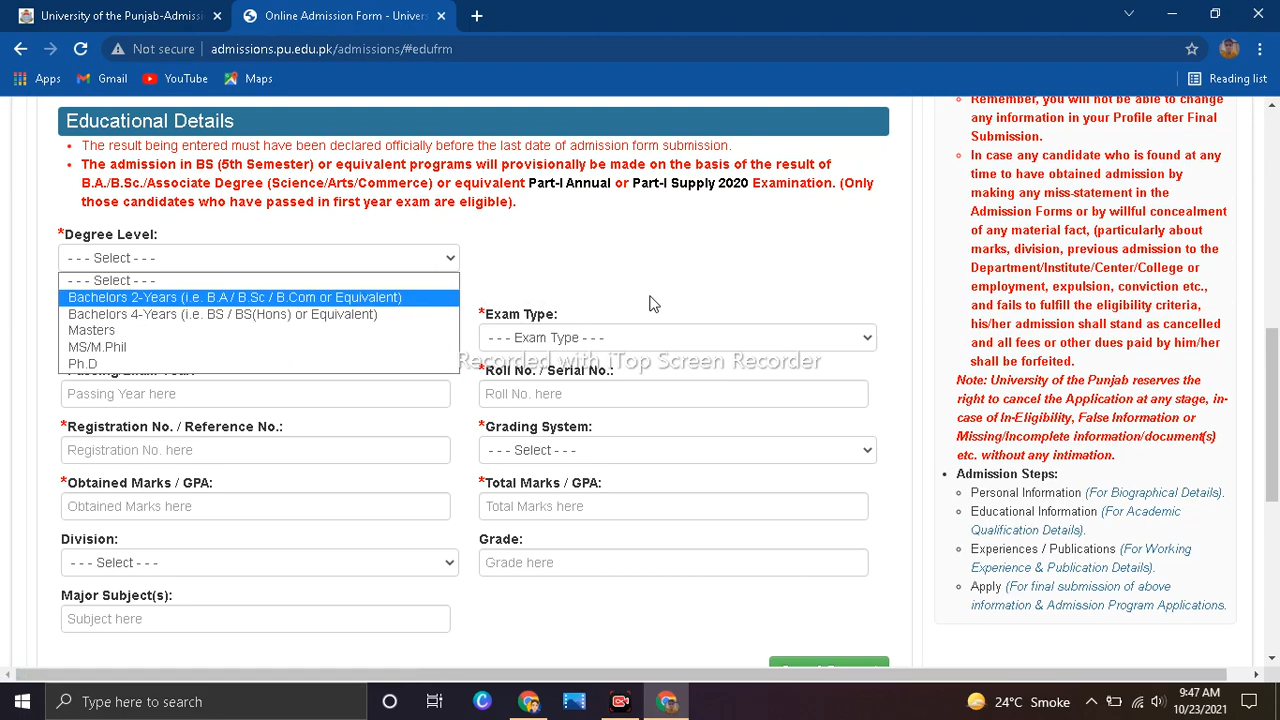 University of the Punjab-Admissi
Online Admission Form - Univers
Not secure
admissions.pu.edu.pk/admissions/#edufrm
Apps
Gmail
YouTube
Maps
Reading list
Educational Details
The result being entered must have been declared officially before the last date of admission form submission.
The admission in BS (5th Semester) or equivalent programs will provisionally be made on the basis of the result of
B.A./B.Sc./Associate Degree (Science/Arts/Commerce) or equivalent Part-I Annual or Part-I Supply 2020 Examination. (Only
those candidates who have passed in first year exam are eligible).
*Degree Level:
- - - Select - - -
- - - Select - - -
Bachelors 2-Years (i.e. B.A / B.Sc / B.Com or Equivalent)
Bachelors 4-Years (i.e. BS / BS(Hons) or Equivalent)
Masters
MS/M.Phil
Ph.D
*Exam Type:
- - - Exam Type - - -
Recorded with iTop Screen Recorder
Passing Year here
*Roll No. / Serial No.:
Roll No. here
*Registration No. / Reference No.:
Registration No. here
*Grading System:
- - - Select - - -
*Obtained Marks / GPA:
Obtained Marks here
*Total Marks / GPA:
Total Marks here
Division:
- - - Select - - -
Grade:
Grade here
Major Subject(s):
Subject here
Remember, you will not be able to change
any information in your Profile after Final
Submission.
In case any candidate who is found at any
time to have obtained admission by
making any miss-statement in the
Admission Forms or by willful concealment
of any material fact, (particularly about
marks, division, previous admission to the
Department/Institute/Center/College or
employment, expulsion, conviction etc.,
and fails to fulfill the eligibility criteria,
his/her admission shall stand as cancelled
and all fees or other dues paid by him/her
shall be forfeited.
Note: University of the Punjab reserves the
right to cancel the Application at any stage, in-
case of In-Eligibility, False Information or
Missing/Incomplete information/document(s)
etc. without any intimation.
Admission Steps:
Personal Information (For Biographical Details).
Educational Information (For Academic
Qualification Details).
Experiences / Publications (For Working
Experience & Publication Details).
Apply (For final submission of above
information & Admission Program Applications.
Type here to search
24°C Smoke
9:47 AM
10/23/2021